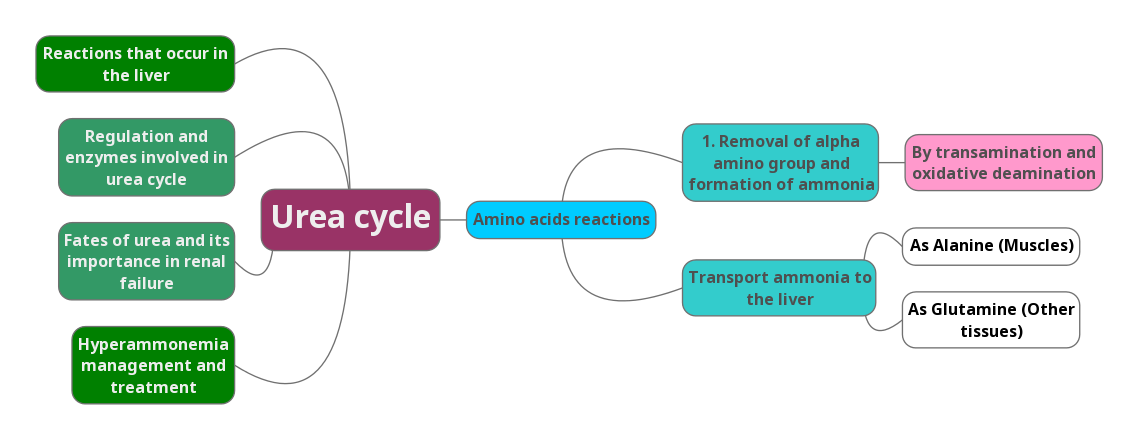 Reactions that occur in
the liver
Regulation and
enzymes involved in
urea cycle
Fates of urea and its
importance in renal
failure
Hyperammonemia
management and
treatment
Urea cycle
Amino acids reactions
1. Removal of alpha
amino group and
formation of ammonia
By transamination and
oxidative deamination
Transport ammonia to
the liver
As Alanine (Muscles)
As Glutamine (Other
tissues)